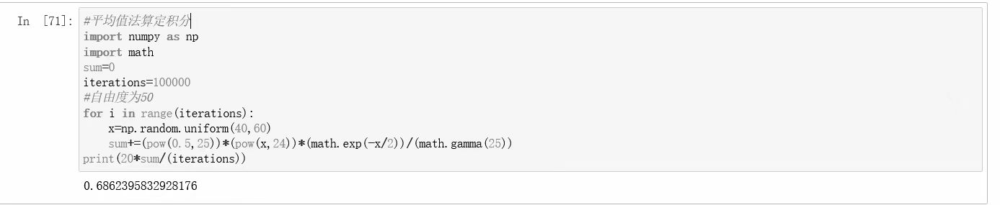 In [71]: #平均值法算定积分
import numpy as np
import math
sum=0
iterations=100000
#自由度为50
for i in range(iterations):
    x=np.random.uniform(40,60)
    sum+=(pow(0.5,25))*(pow(x,24))*(math.exp(-x/2))/(math.gamma(25))
print(20*sum/(iterations))
0.6862395832928176